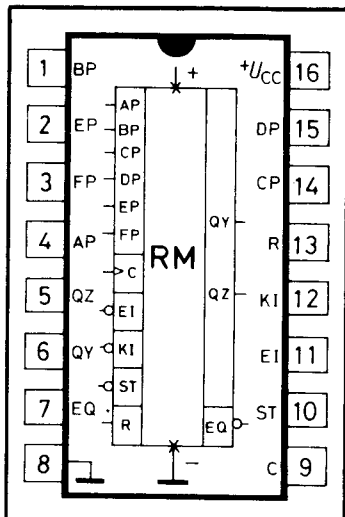 1 BP
2 EP
3 FP
4 AP
5 QZ
6 QY
7 EQ
8
+
AP
BP
CP
DP
EP
FP
C
EI
KI
ST
R
RM
QY
QZ
EQ
–
+UCC 16
DP 15
CP 14
R 13
KI 12
EI 11
ST 10
C 9